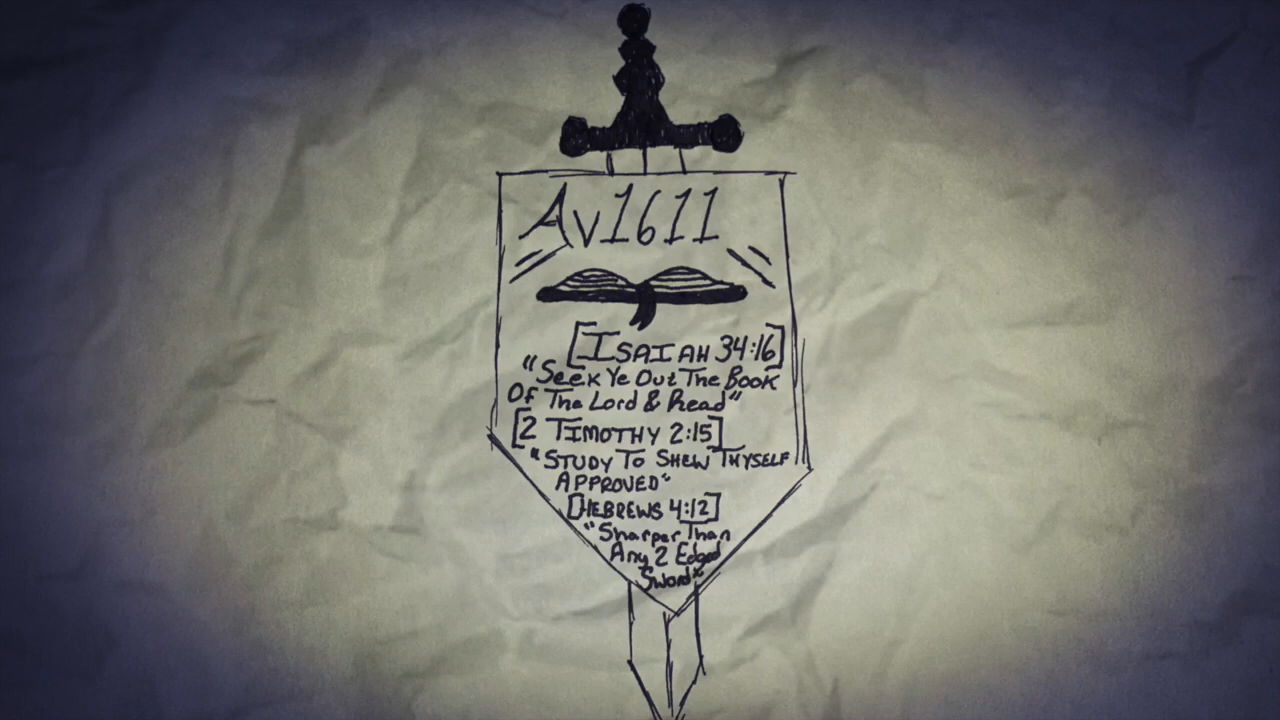 Av1611
[ISAIAH 34:16]
"Seek Ye Out The Book
Of The Lord & Read"
[2 TIMOTHY 2:15]
"STUDY TO SHEW THYSELF
APPROVED"
[HEBREWS 4:12]
"Sharper Than
Any 2 Edged
Sword"